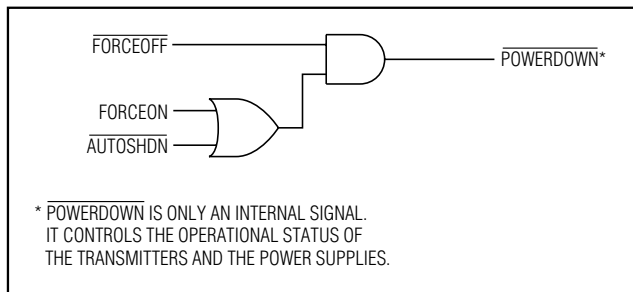 FORCEOFF
POWERDOWN*
FORCEON
AUTOSHDN
* POWERDOWN IS ONLY AN INTERNAL SIGNAL.
IT CONTROLS THE OPERATIONAL STATUS OF
THE TRANSMITTERS AND THE POWER SUPPLIES.